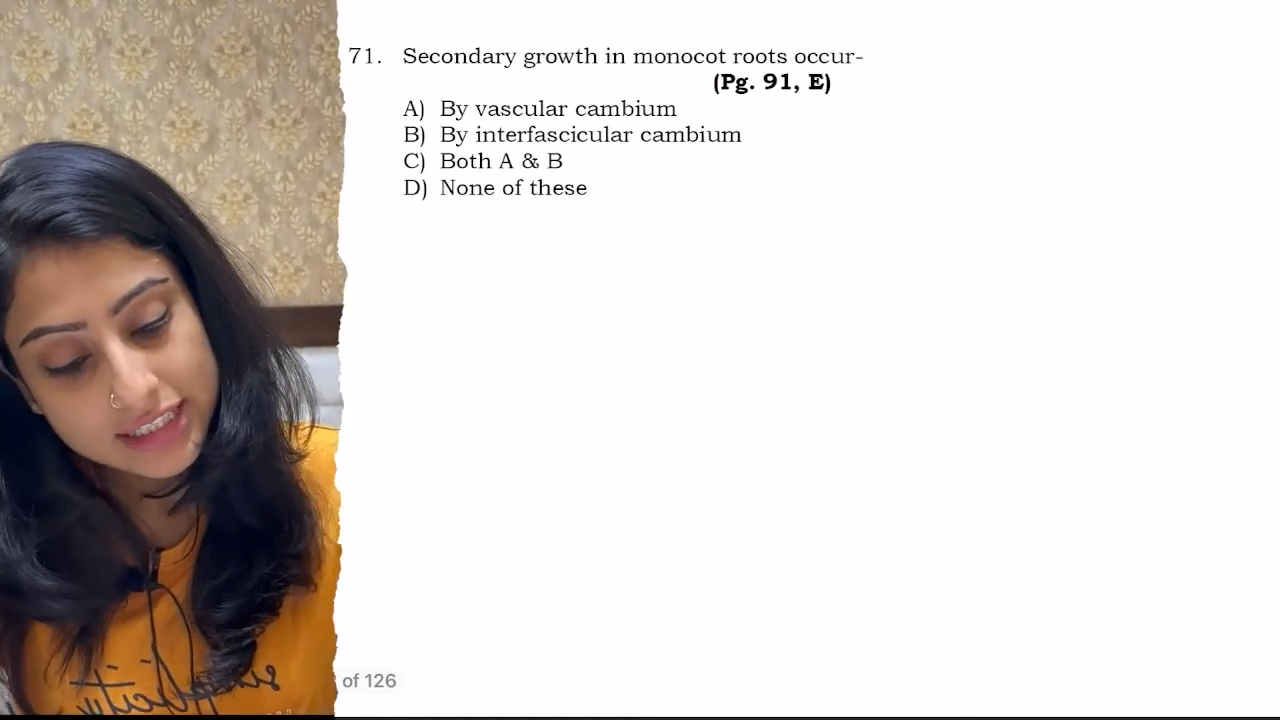 71. Secondary growth in monocot roots occur-
(Pg. 91, E)
A) By vascular cambium
B) By interfascicular cambium
C) Both A & B
D) None of these
of 126